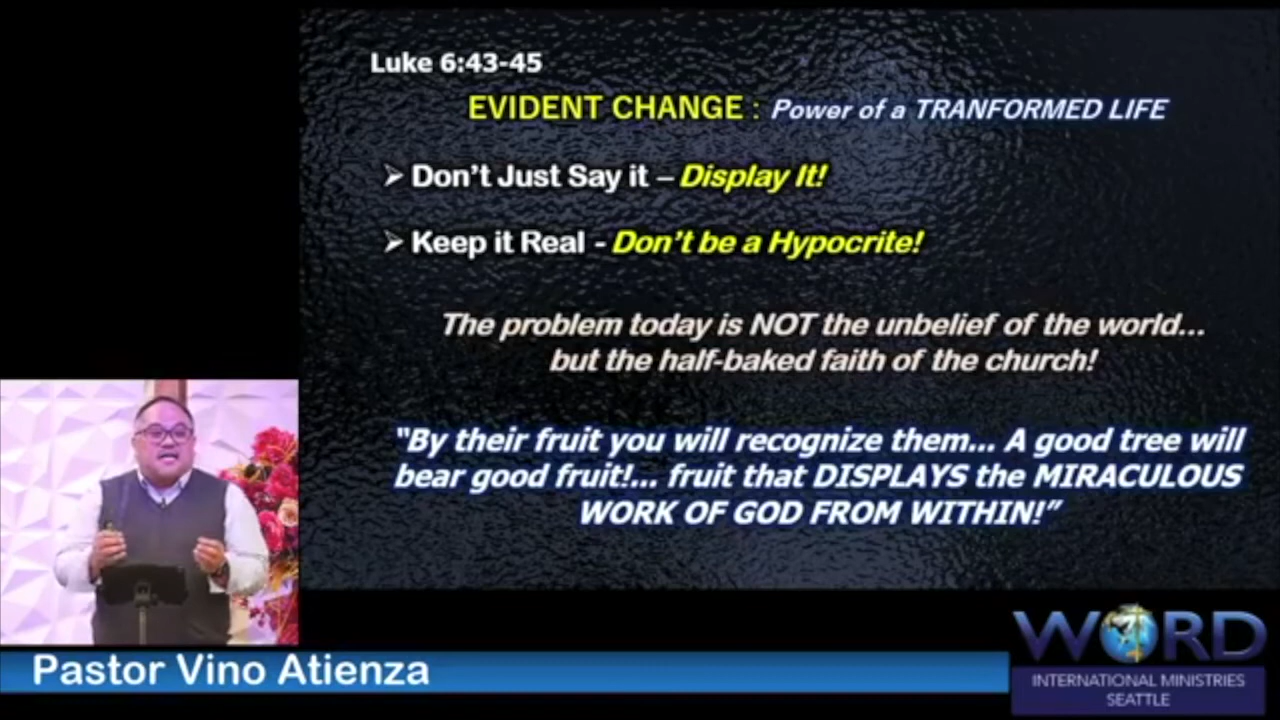 Luke 6:43-45
EVIDENT CHANGE : Power of a TRANFORMED LIFE
➢ Don't Just Say it – Display It!
➢ Keep it Real - Don't be a Hypocrite!
The problem today is NOT the unbelief of the world...
but the half-baked faith of the church!
"By their fruit you will recognize them... A good tree will
bear good fruit!... fruit that DISPLAYS the MIRACULOUS
WORK OF GOD FROM WITHIN!"
Pastor Vino Atienza
WORD
INTERNATIONAL MINISTRIES
SEATTLE